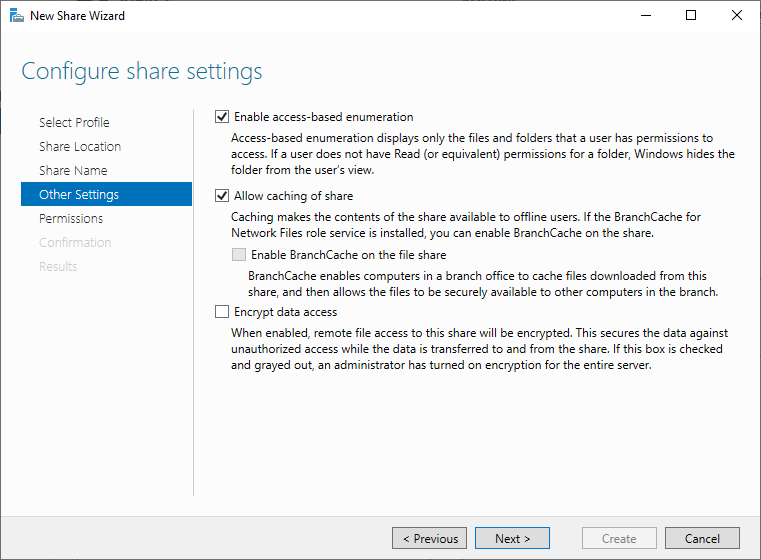 New Share Wizard
Configure share settings
Select Profile
Share Location
Share Name
Other Settings
Permissions
Confirmation
Results
Enable access-based enumeration
Access-based enumeration displays only the files and folders that a user has permissions to
access. If a user does not have Read (or equivalent) permissions for a folder, Windows hides the
folder from the user's view.
Allow caching of share
Caching makes the contents of the share available to offline users. If the BranchCache for
Network Files role service is installed, you can enable BranchCache on the share.
Enable BranchCache on the file share
BranchCache enables computers in a branch office to cache files downloaded from this
share, and then allows the files to be securely available to other computers in the branch.
Encrypt data access
When enabled, remote file access to this share will be encrypted. This secures the data against
unauthorized access while the data is transferred to and from the share. If this box is checked
and grayed out, an administrator has turned on encryption for the entire server.
< Previous
Next >
Create
Cancel